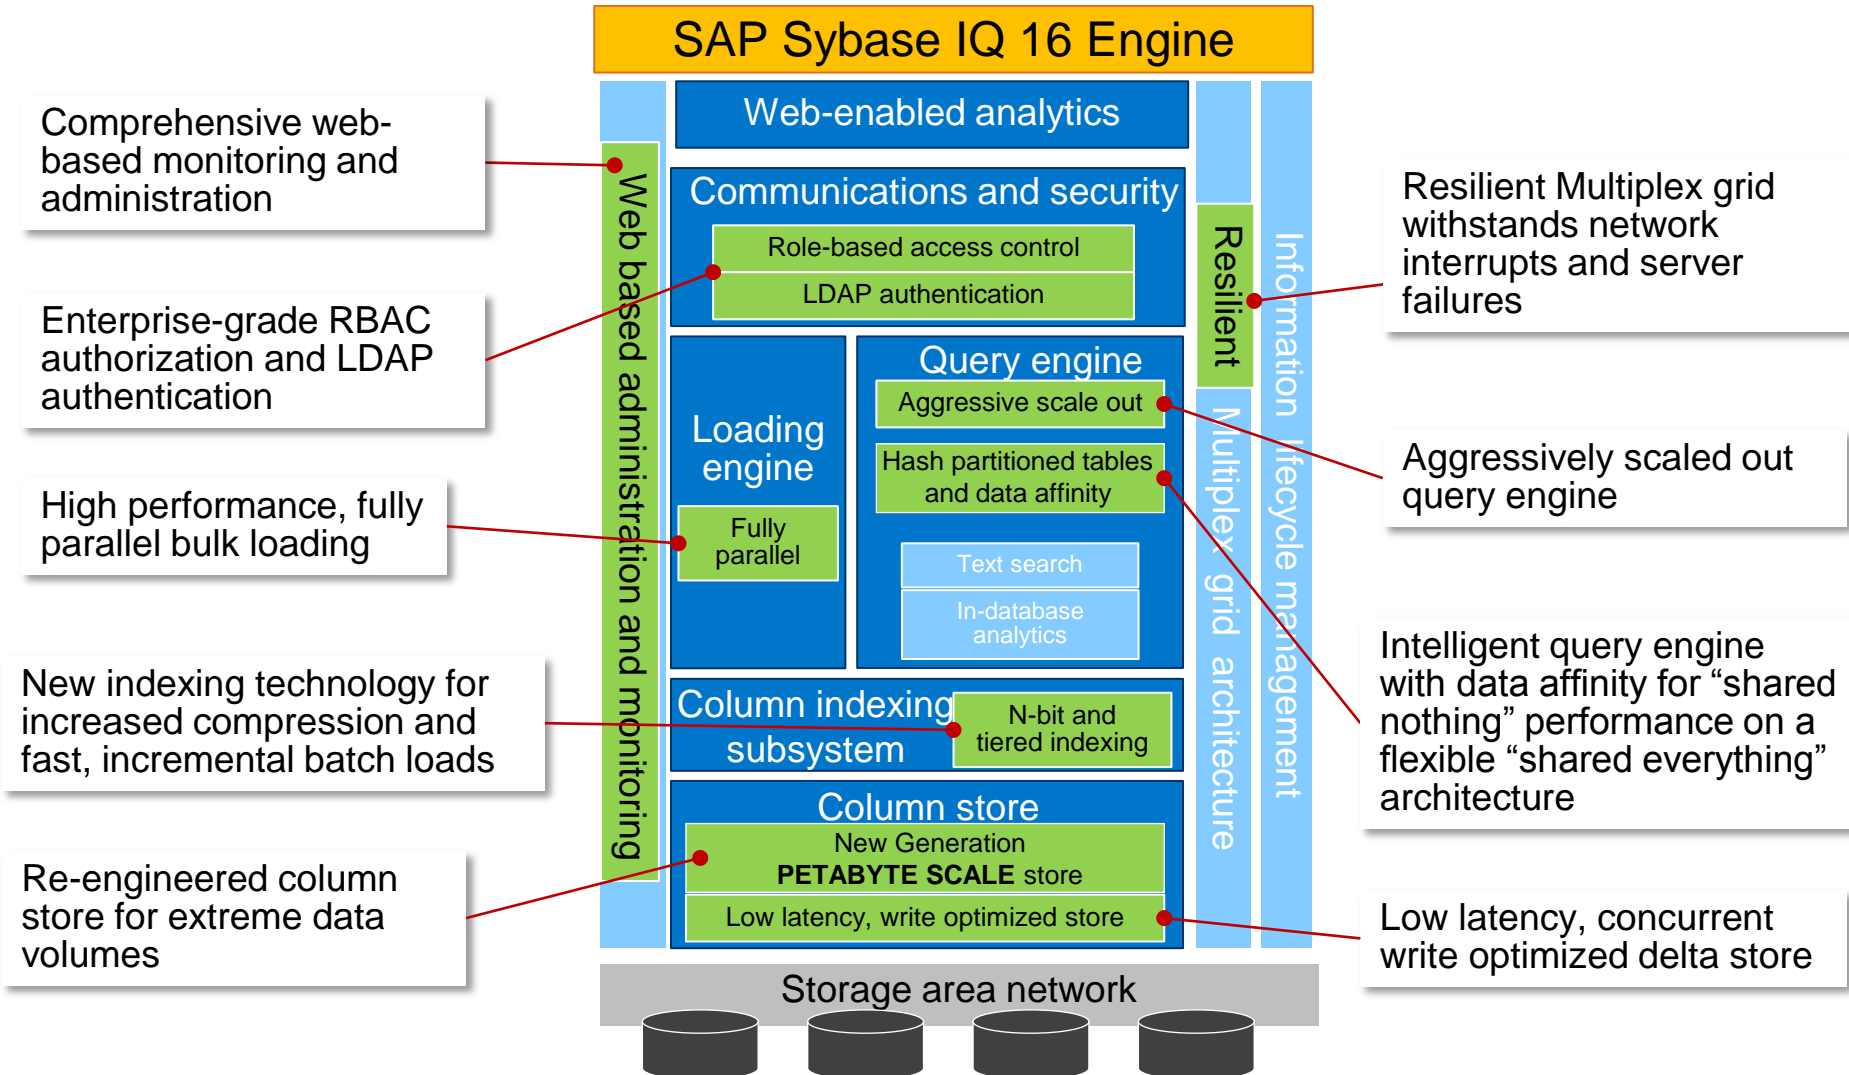 SAP Sybase IQ 16 Engine
Comprehensive web-
based monitoring and
administration
Enterprise-grade RBAC
authorization and LDAP
authentication
High performance, fully
parallel bulk loading
New indexing technology for
increased compression and
fast, incremental batch loads
Re-engineered column
store for extreme data
volumes
Web based administration and monitoring
Web-enabled analytics
Communications and security
Role-based access control
LDAP authentication
Loading
engine
Fully
parallel
Query engine
Aggressive scale out
Hash partitioned tables
and data affinity
Text search
In-database
analytics
Column indexing
subsystem
N-bit and
tiered indexing
Column store
New Generation
PETABYTE SCALE store
Low latency, write optimized store
Resilient
Multiplex grid architecture
Information lifecycle management
Resilient Multiplex grid
withstands network
interrupts and server
failures
Aggressively scaled out
query engine
Intelligent query engine
with data affinity for “shared
nothing” performance on a
flexible “shared everything”
architecture
Low latency, concurrent
write optimized delta store
Storage area network